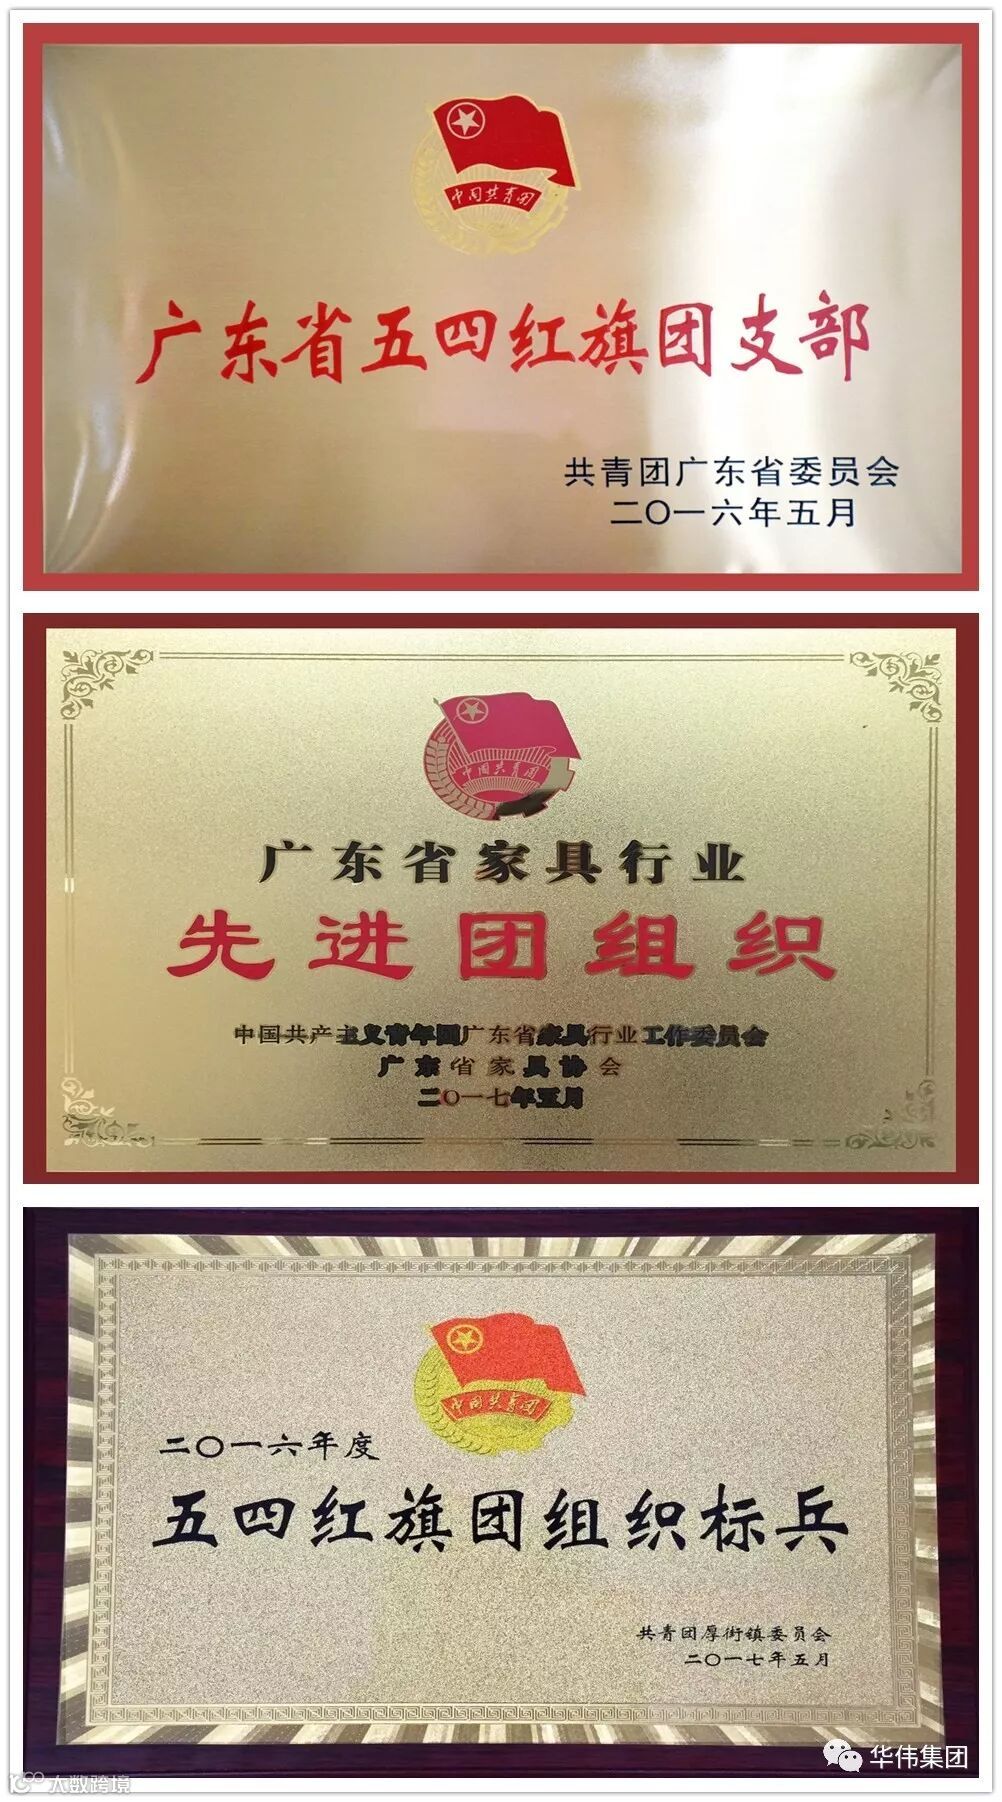 中国共青团
广东省五四红旗团支部
共青团广东省委员会
二〇一六年五月
中国共青团
广东省家具行业
先进团组织
中国共产主义青年团广东省家具行业工作委员会
广东省家具协会
二〇一七年五月
中国共青团
二〇一六年度
五四红旗团组织标兵
共青团厚街镇委员会
二〇一七年五月
华伟集团
大数跨境